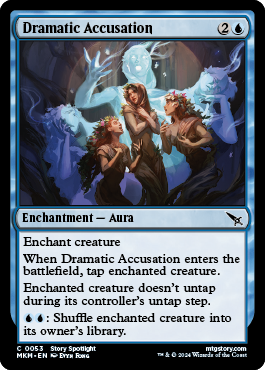 Dramatic Accusation 2
Enchantment — Aura
Enchant creature
When Dramatic Accusation enters the
battlefield, tap enchanted creature.
Enchanted creature doesn't untap
during its controller's untap step.
: Shuffle enchanted creature into
its owner's library.
C 0053 Story Spotlight mtgstory.com
MKM • EN Evyn Fong ™ & © 2024 Wizards of the Coast